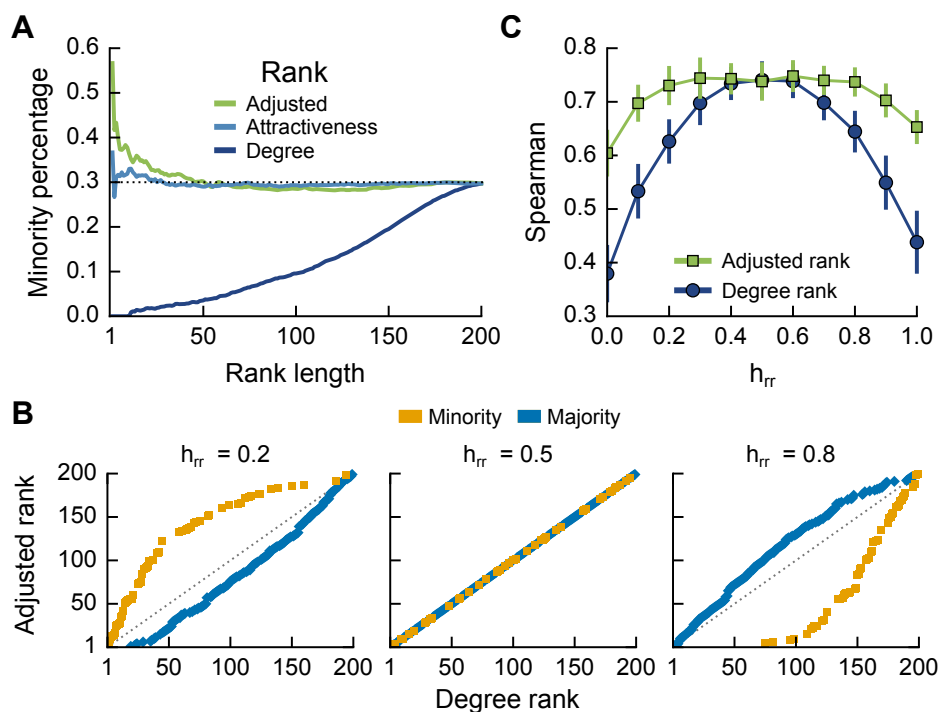 A
Minority percentage
0.6
0.5
0.4
0.3
0.2
0.1
0.0
Rank
Adjusted
Attractiveness
Degree
1 50 100 150 200
Rank length
C
Spearman
0.8
0.7
0.6
0.5
0.4
0.3
Adjusted rank
Degree rank
0.0 0.2 0.4 0.6 0.8 1.0
hrr
B
Minority Majority
hrr = 0.2 hrr = 0.5 hrr = 0.8
Adjusted rank
200
150
100
50
1
1 50 100 150 200 1 50 100 150 200 1 50 100 150 200
Degree rank